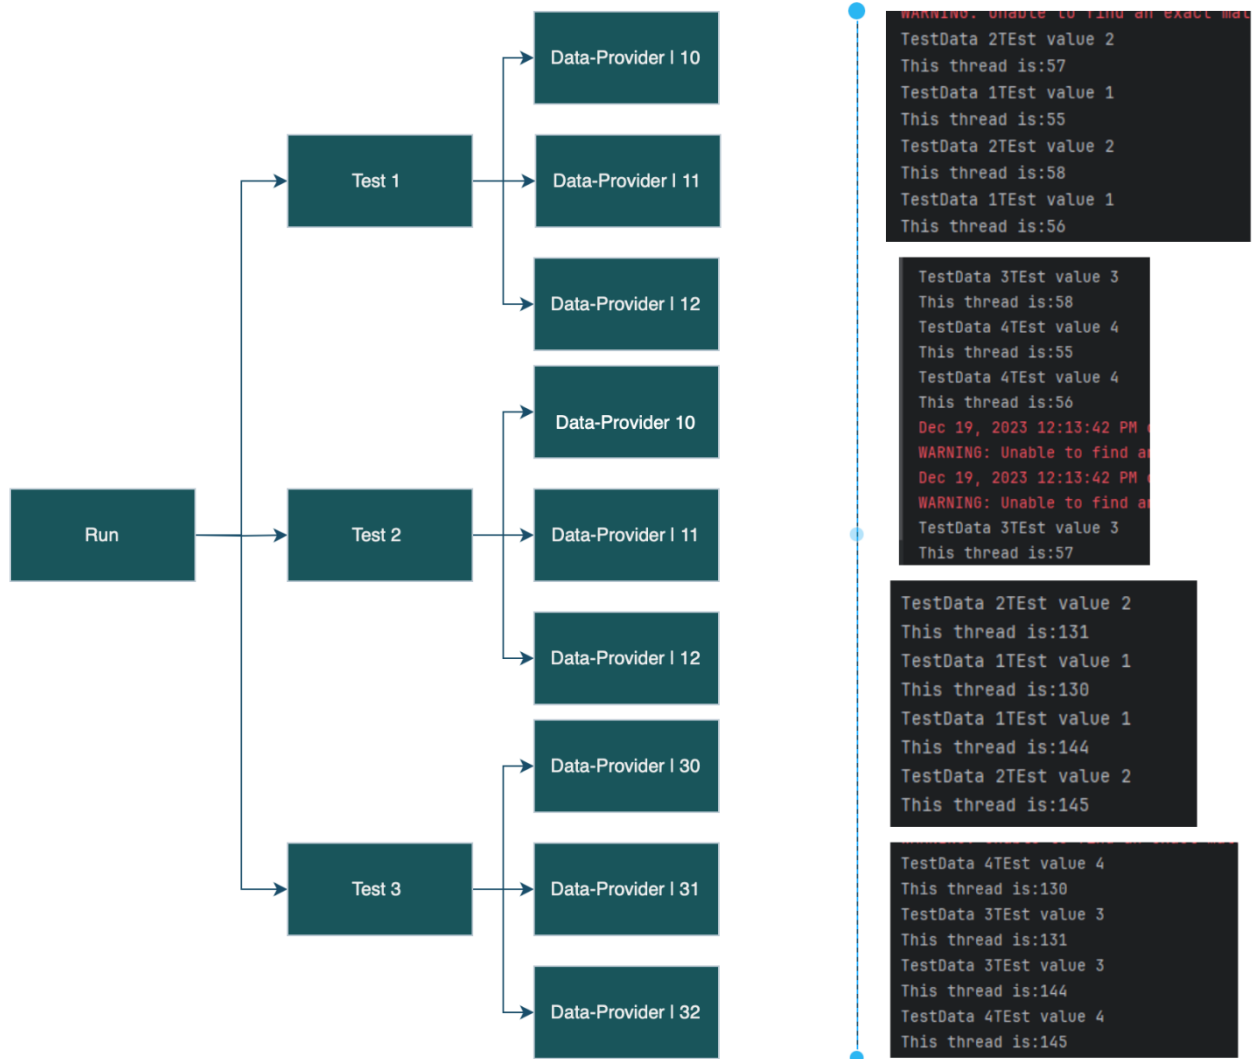 Run
Test 1
Data-Provider | 10
Data-Provider | 11
Data-Provider | 12
Test 2
Data-Provider 10
Data-Provider | 11
Data-Provider | 12
Test 3
Data-Provider | 30
Data-Provider | 31
Data-Provider | 32
WARNING: Unable to find an exact
TestData 2TEst value 2
This thread is:57
TestData 1TEst value 1
This thread is:55
TestData 2TEst value 2
This thread is:58
TestData 1TEst value 1
This thread is:56
TestData 3TEst value 3
This thread is:58
TestData 4TEst value 4
This thread is:55
TestData 4TEst value 4
This thread is:56
Dec 19, 2023 12:13:42 PM
WARNING: Unable to find
Dec 19, 2023 12:13:42 PM
WARNING: Unable to find
TestData 3TEst value 3
This thread is:57
TestData 2TEst value 2
This thread is:131
TestData 1TEst value 1
This thread is:130
TestData 1TEst value 1
This thread is:144
TestData 2TEst value 2
This thread is:145
TestData 4TEst value 4
This thread is:130
TestData 3TEst value 3
This thread is:131
TestData 3TEst value 3
This thread is:144
TestData 4TEst value 4
This thread is:145